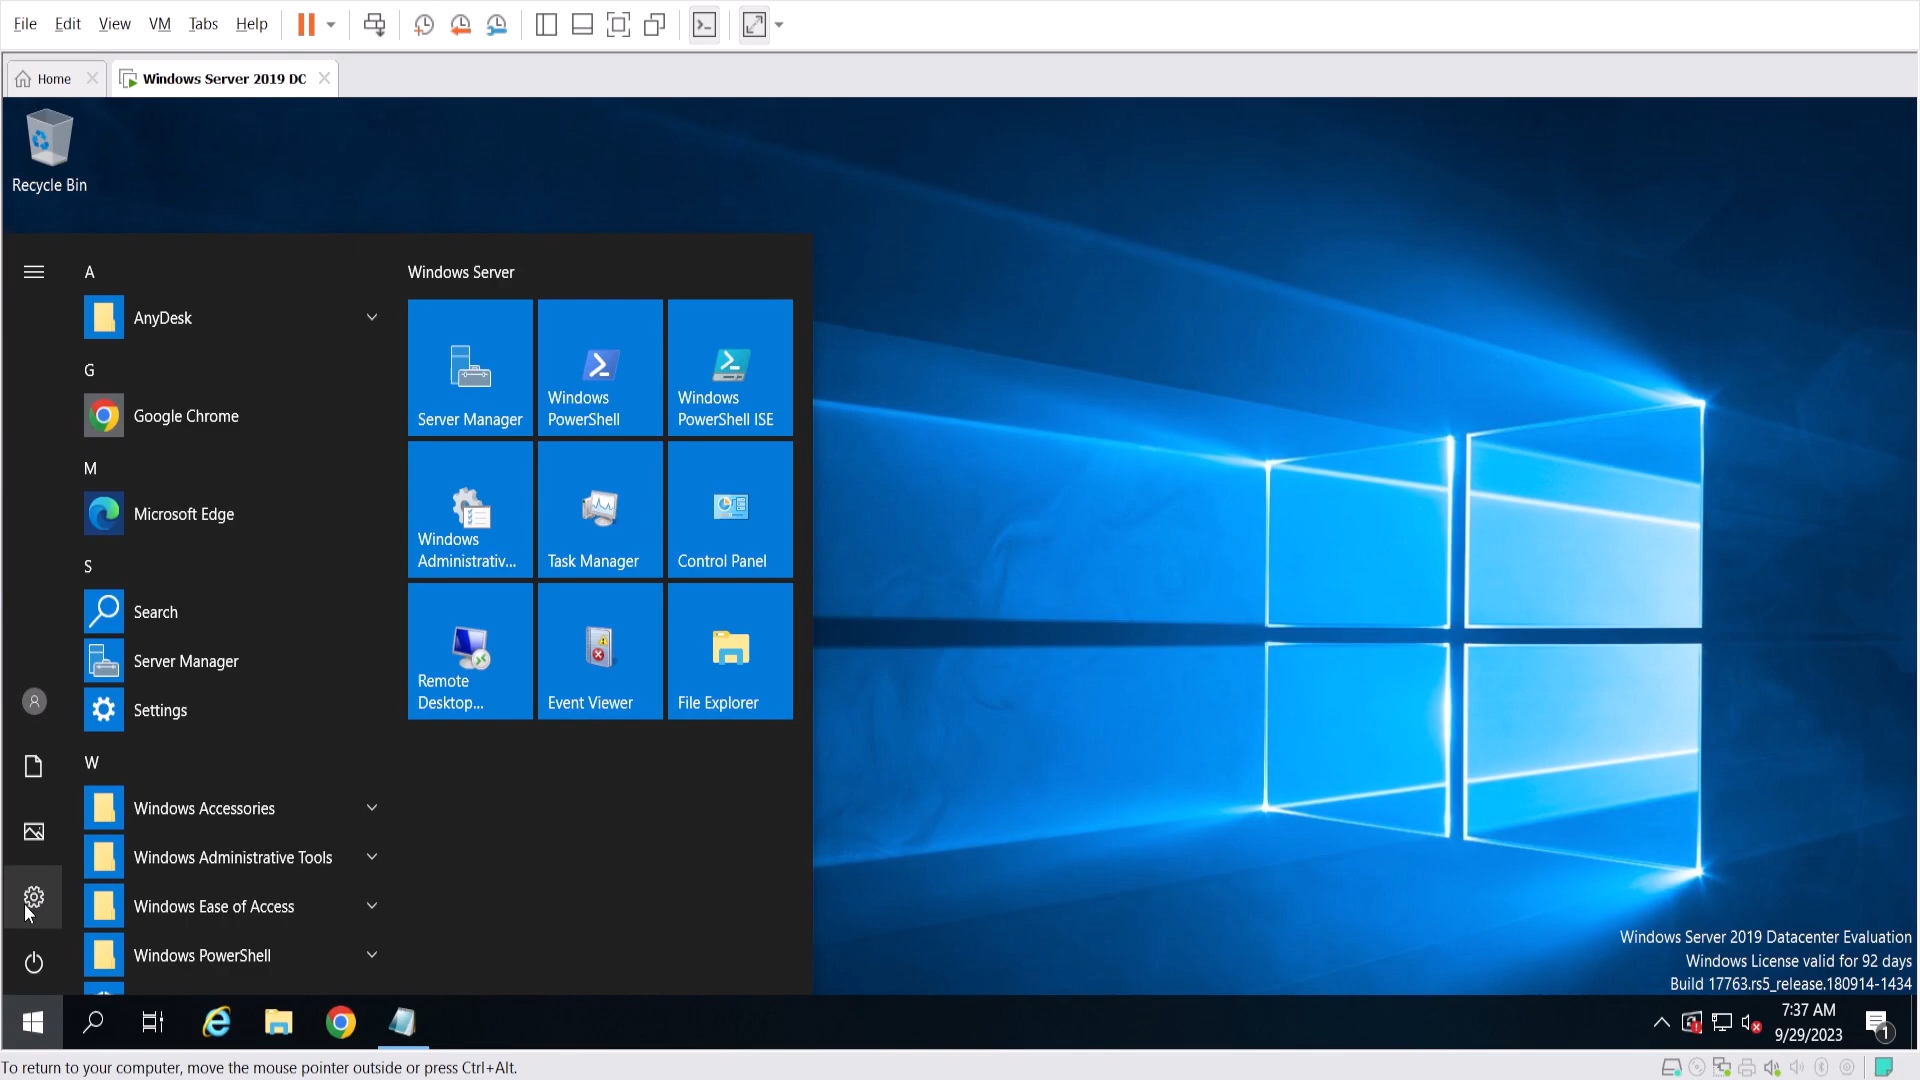 File Edit View VM Tabs Help
Home
Windows Server 2019 DC
Recycle Bin
A
AnyDesk
G
Google Chrome
M
Microsoft Edge
S
Search
Server Manager
Settings
W
Windows Accessories
Windows Administrative Tools
Windows Ease of Access
Windows PowerShell
Windows Server
Server Manager
Windows
PowerShell
Windows
PowerShell ISE
Windows
Administrativ...
Task Manager
Control Panel
Remote
Desktop...
Event Viewer
File Explorer
Windows Server 2019 Datacenter Evaluation
Windows License valid for 92 days
Build 17763.rs5_release.180914-1434
7:37 AM
9/29/2023
1
To return to your computer, move the mouse pointer outside or press Ctrl+Alt.